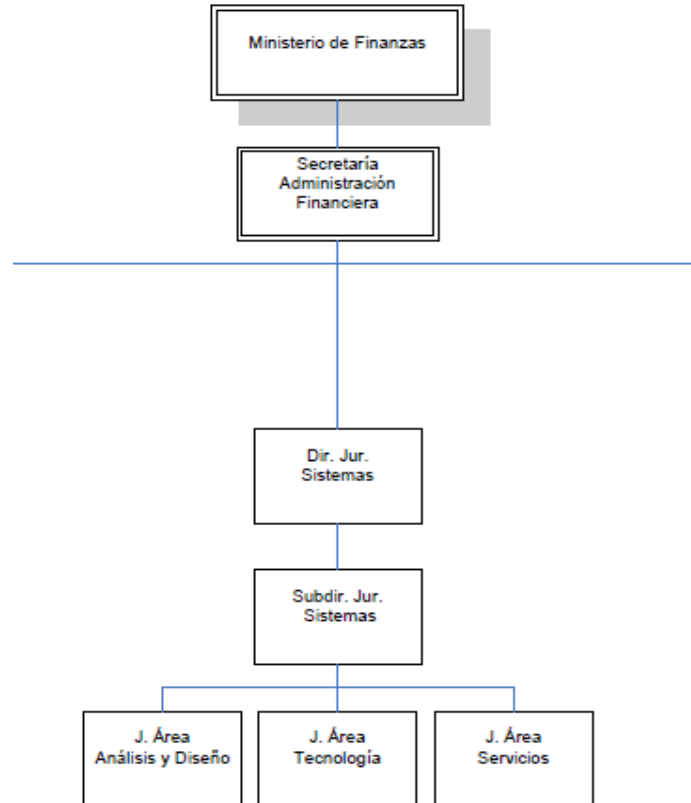 Ministerio de Finanzas
Secretaría
Administración
Financiera
Dir. Jur.
Sistemas
Subdir. Jur.
Sistemas
J. Área
Análisis y Diseño
J. Área
Tecnología
J. Área
Servicios